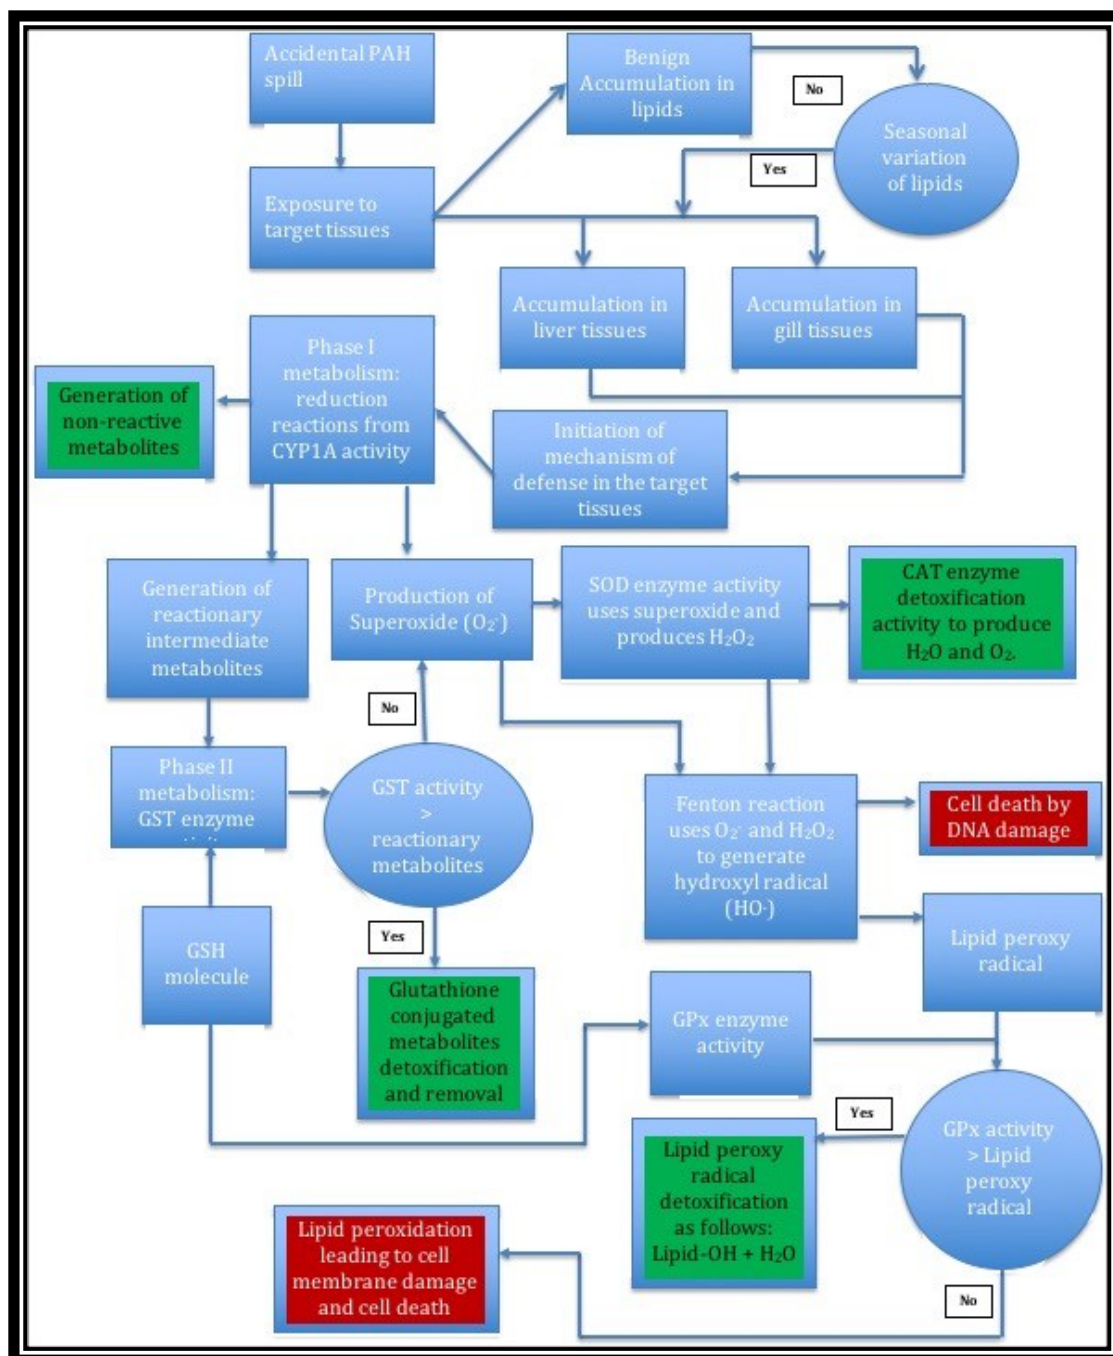 Accidental PAH
spill
Benign
Accumulation in
lipids
No
Seasonal
variation
of lipids
Yes
Exposure to
target tissues
Accumulation in
liver tissues
Accumulation in
gill tissues
Phase I
metabolism:
reduction
reactions from
CYP1A activity
Generation of
non-reactive
metabolites
Initiation of
mechanism of
defense in the target
tissues
Generation of
reactionary
intermediate
metabolites
Production of
Superoxide (O₂⁻)
SOD enzyme activity
uses superoxide and
produces H₂O₂
CAT enzyme
detoxification
activity to produce
H₂O and O₂.
No
Phase II
metabolism:
GST enzyme
GST activity
>
reactionary
metabolites
Fenton reaction
uses O₂⁻ and H₂O₂
to generate
hydroxyl radical
(HO·)
Cell death by
DNA damage
Yes
GSH
molecule
Lipid peroxy
radical
Glutathione
conjugated
metabolites
detoxification
and removal
GPx enzyme
activity
Yes
GPx activity
> Lipid
peroxy
radical
Lipid peroxy
radical
detoxification
as follows:
Lipid-OH + H₂O
Lipid peroxidation
leading to cell
membrane damage
and cell death
No